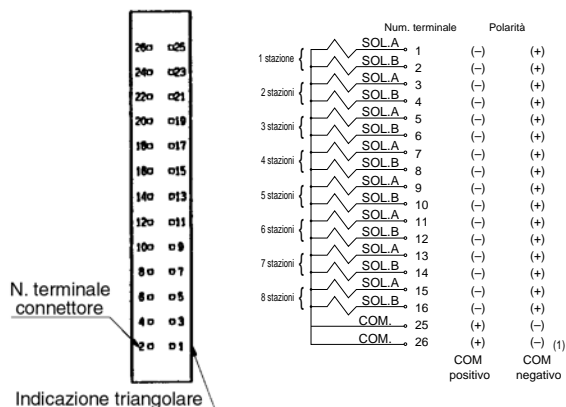 26 25
24 23
22 21
20 19
18 17
16 15
14 13
12 11
10 9
8 7
6 5
4 3
2 1
N. terminale
connettore
Indicazione triangolare
Num. terminale Polarità
1 stazione { SOL.A 1 (–) (+)
SOL.B 2 (–) (+)
2 stazioni { SOL.A 3 (–) (+)
SOL.B 4 (–) (+)
3 stazioni { SOL.A 5 (–) (+)
SOL.B 6 (–) (+)
4 stazioni { SOL.A 7 (–) (+)
SOL.B 8 (–) (+)
5 stazioni { SOL.A 9 (–) (+)
SOL.B 10 (–) (+)
6 stazioni { SOL.A 11 (–) (+)
SOL.B 12 (–) (+)
7 stazioni { SOL.A 13 (–) (+)
SOL.B 14 (–) (+)
8 stazioni { SOL.A 15 (–) (+)
SOL.B 16 (–) (+)
COM. 25 (+) (–)
COM. 26 (+) (–) (1)
COM COM
positivo negativo